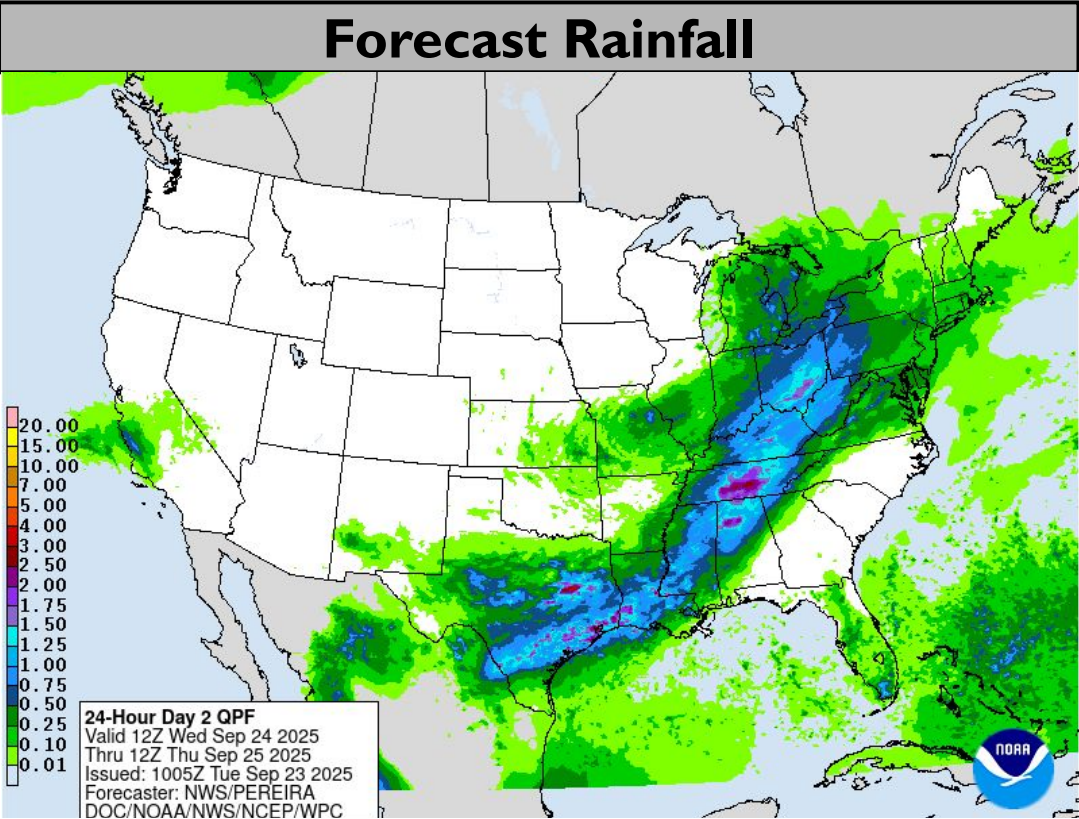 Forecast Rainfall
20.00
15.00
10.00
7.00
5.00
4.00
3.00
2.50
2.00
1.75
1.50
1.25
1.00
0.75
0.50
0.25
0.10
0.01
24-Hour Day 2 QPF
Valid 12Z Wed Sep 24 2025
Thru 12Z Thu Sep 25 2025
Issued: 1005Z Tue Sep 23 2025
Forecaster: NWS/PEREIRA
DOC/NOAA/NWS/NCEP/WPC
NOAA